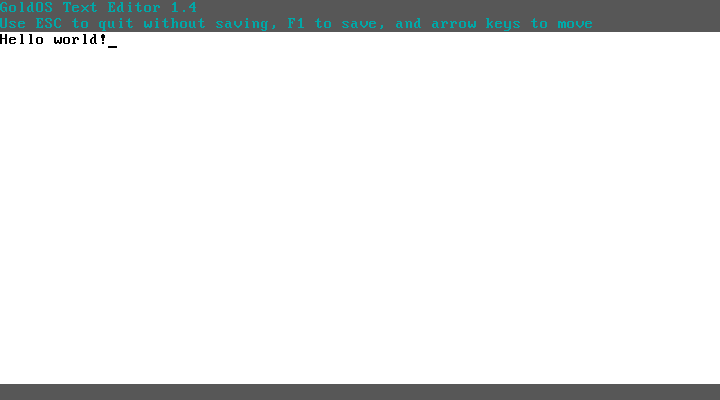 GoldOS Text Editor 1.4
Use ESC to quit without saving, F1 to save, and arrow keys to move
Hello world!_